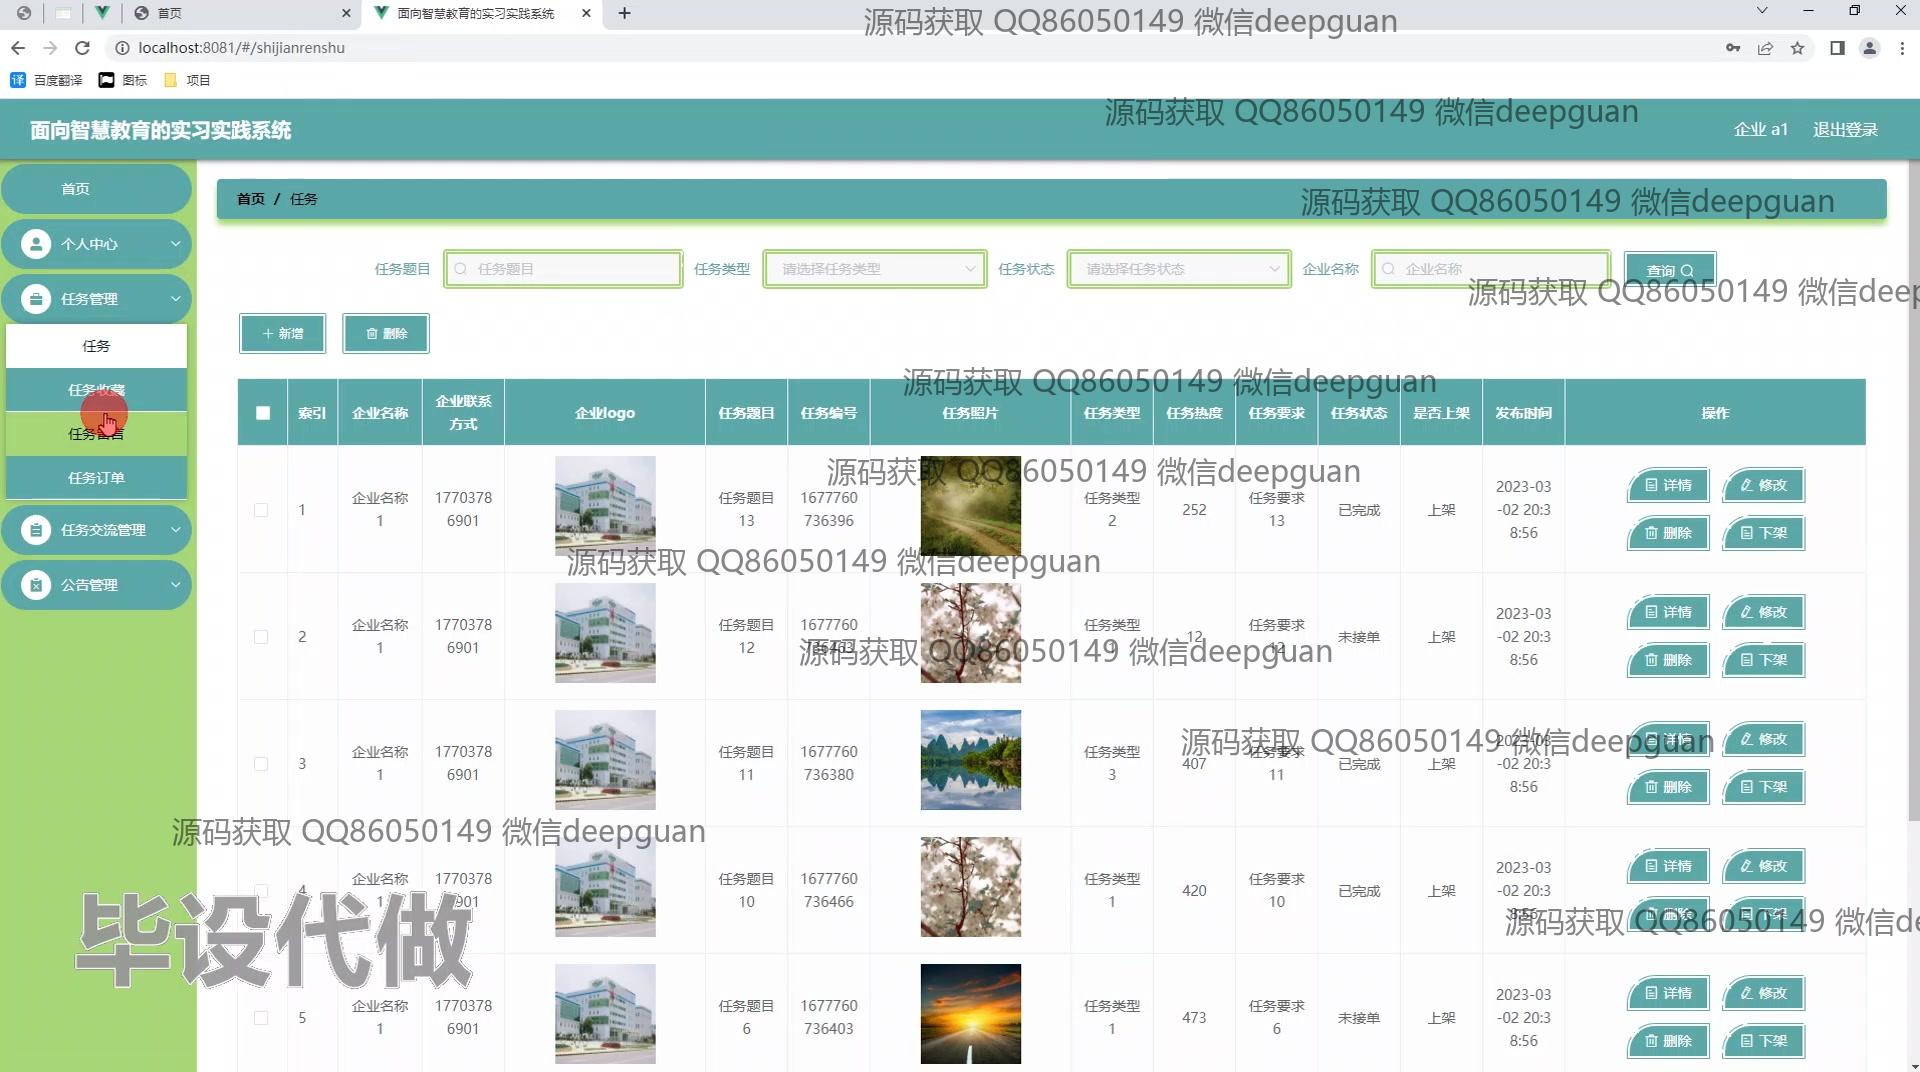 首页
面向智慧教育的实习实践系统
源码获取 QQ86050149 微信deepguan
localhost:8081/#/shijianrenshu
百度翻译 图标 项目
源码获取 QQ86050149 微信deepguan
面向智慧教育的实习实践系统
企业 a1 退出登录
首页
个人中心
任务管理
任务
任务收藏
任务留言
任务订单
任务交流管理
公告管理
首页 / 任务
源码获取 QQ86050149 微信deepguan
任务题目 任务题目 任务类型 请选择任务类型 任务状态 请选择任务状态 企业名称 企业名称 查询
源码获取 QQ86050149 微信deep
新增 删除
源码获取 QQ86050149 微信deepguan
索引 企业名称 企业联系方式 企业logo 任务题目 任务编号 任务照片 任务类型 任务热度 任务要求 任务状态 是否上架 发布时间 操作
源码获取 QQ86050149 微信deepguan
1 企业名称1 17703786901 任务题目13 1677760736396 任务类型2 252 任务要求13 已完成 上架 2023-03-02 20:38:56 详情 修改 删除 下架
源码获取 QQ86050149 微信deepguan
2 企业名称1 17703786901 任务题目12 1677760 任务类型 12 任务要求12 未接单 上架 2023-03-02 20:38:56 详情 修改 删除 下架
源码获取 QQ86050149 微信deepguan
3 企业名称1 17703786901 任务题目11 1677760736380 任务类型3 407 任务要求11 已完成 上架 2023-03-02 20:38:56 详情 修改 删除 下架
源码获取 QQ86050149 微信deepguan
源码获取 QQ86050149 微信deepguan
4 企业名称1 17703786901 任务题目10 1677760736466 任务类型1 420 任务要求10 已完成 上架 2023-03-02 20:38:56 详情 修改 删除 下架
源码获取 QQ86050149 微信de
毕设代做
5 企业名称1 17703786901 任务题目6 1677760736403 任务类型1 473 任务要求6 未接单 上架 2023-03-02 20:38:56 详情 修改 删除 下架